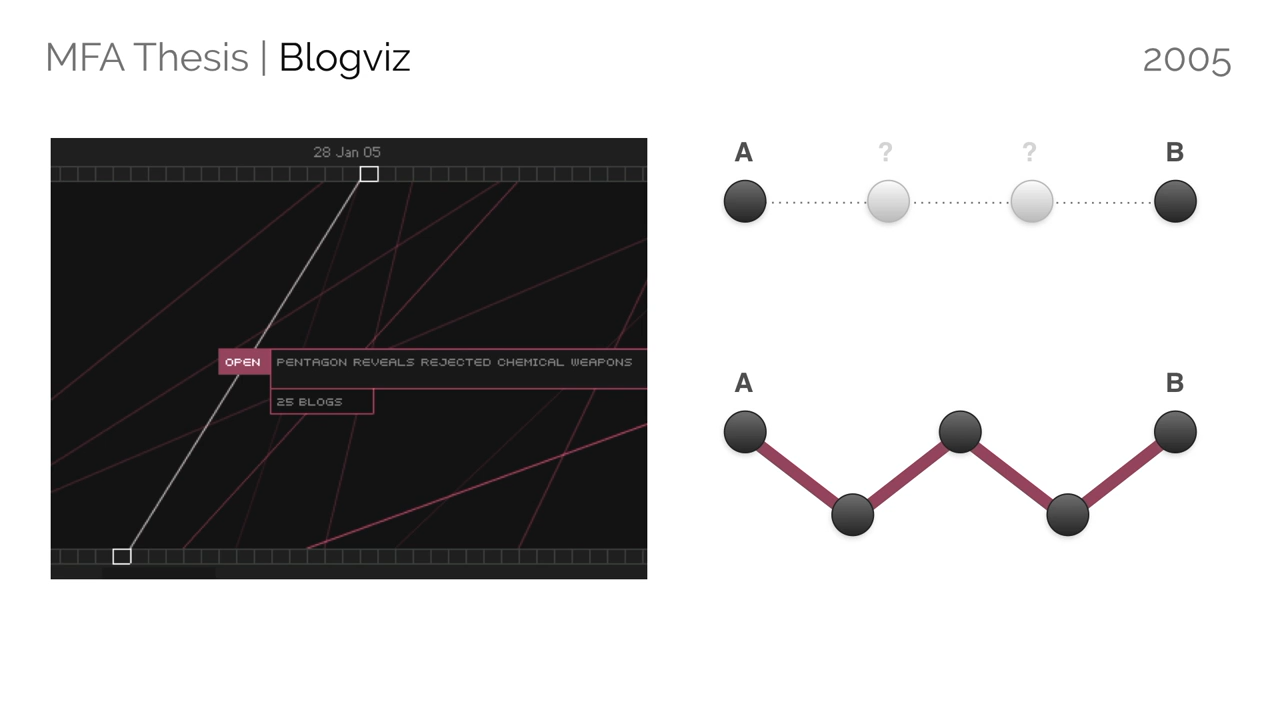 MFA Thesis | Blogviz
2005
28 Jan 05
OPEN
PENTAGON REVEALS REJECTED CHEMICAL WEAPONS
25 BLOGS
A ? ? B
A B